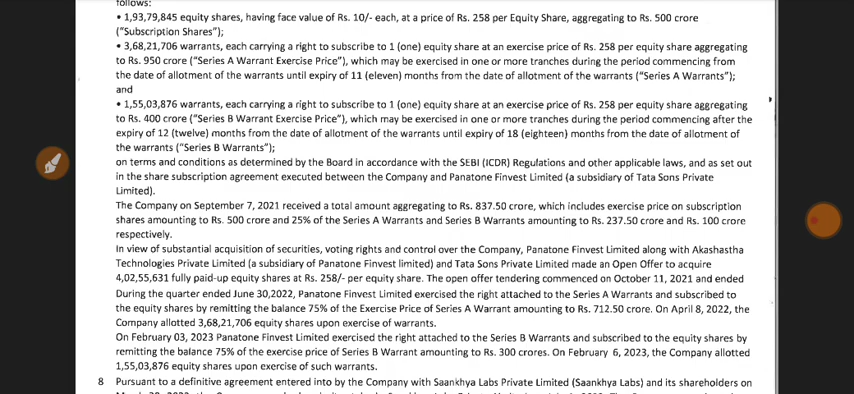 follows:
• 1,93,79,845 equity shares, having face value of Rs. 10/- each, at a price of Rs. 258 per Equity Share, aggregating to Rs. 500 crore
("Subscription Shares");
• 3,68,21,706 warrants, each carrying a right to subscribe to 1 (one) equity share at an exercise price of Rs. 258 per equity share aggregating
to Rs. 950 crore ("Series A Warrant Exercise Price"), which may be exercised in one or more tranches during the period commencing from
the date of allotment of the warrants until expiry of 11 (eleven) months from the date of allotment of the warrants ("Series A Warrants");
and
• 1,55,03,876 warrants, each carrying a right to subscribe to 1 (one) equity share at an exercise price of Rs. 258 per equity share aggregating
to Rs. 400 crore ("Series B Warrant Exercise Price"), which may be exercised in one or more tranches during the period commencing after the
expiry of 12 (twelve) months from the date of allotment of the warrants until expiry of 18 (eighteen) months from the date of allotment of
the warrants ("Series B Warrants");
on terms and conditions as determined by the Board in accordance with the SEBI (ICDR) Regulations and other applicable laws, and as set out
in the share subscription agreement executed between the Company and Panatone Finvest Limited (a subsidiary of Tata Sons Private
Limited).
The Company on September 7, 2021 received a total amount aggregating to Rs. 837.50 crore, which includes exercise price on subscription
shares amounting to Rs. 500 crore and 25% of the Series A Warrants and Series B Warrants amounting to Rs. 237.50 crore and Rs. 100 crore
respectively.
In view of substantial acquisition of securities, voting rights and control over the Company, Panatone Finvest Limited along with Akashastha
Technologies Private Limited (a subsidiary of Panatone Finvest limited) and Tata Sons Private Limited made an Open Offer to acquire
4,02,55,631 fully paid-up equity shares at Rs. 258/- per equity share. The open offer tendering commenced on October 11, 2021 and ended
During the quarter ended June 30,2022, Panatone Finvest Limited exercised the right attached to the Series A Warrants and subscribed to
the equity shares by remitting the balance 75% of the Exercise Price of Series A Warrant amounting to Rs. 712.50 crore. On April 8, 2022, the
Company allotted 3,68,21,706 equity shares upon exercise of warrants.
On February 03, 2023 Panatone Finvest Limited exercised the right attached to the Series B Warrants and subscribed to the equity shares by
remitting the balance 75% of the exercise price of Series B Warrant amounting to Rs. 300 crores. On February 6, 2023, the Company allotted
1,55,03,876 equity shares upon exercise of such warrants.
8 Pursuant to a definitive agreement entered into by the Company with Saankhya Labs Private Limited (Saankhya Labs) and its shareholders on